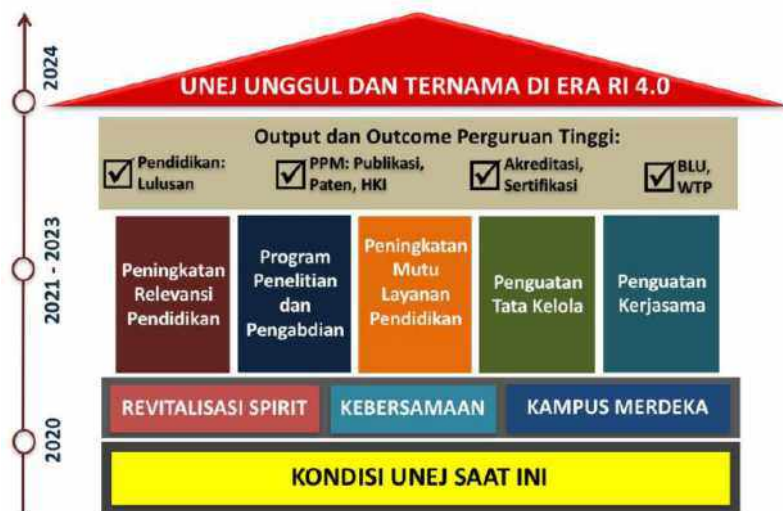 2024
UNEJ UNGGUL DAN TERNAMA DI ERA RI 4.0
Output dan Outcome Perguruan Tinggi:
Pendidikan:
Lulusan
PPM: Publikasi,
Paten, HKI
Akreditasi,
Sertifikasi
BLU,
WTP
2021 - 2023
Peningkatan
Relevansi
Pendidikan
Program
Penelitian
dan
Pengabdian
Peningkatan
Mutu
Layanan
Pendidikan
Penguatan
Tata Kelola
Penguatan
Kerjasama
2020
REVITALISASI SPIRIT
KEBERSAMAAN
KAMPUS MERDEKA
KONDISI UNEJ SAAT INI